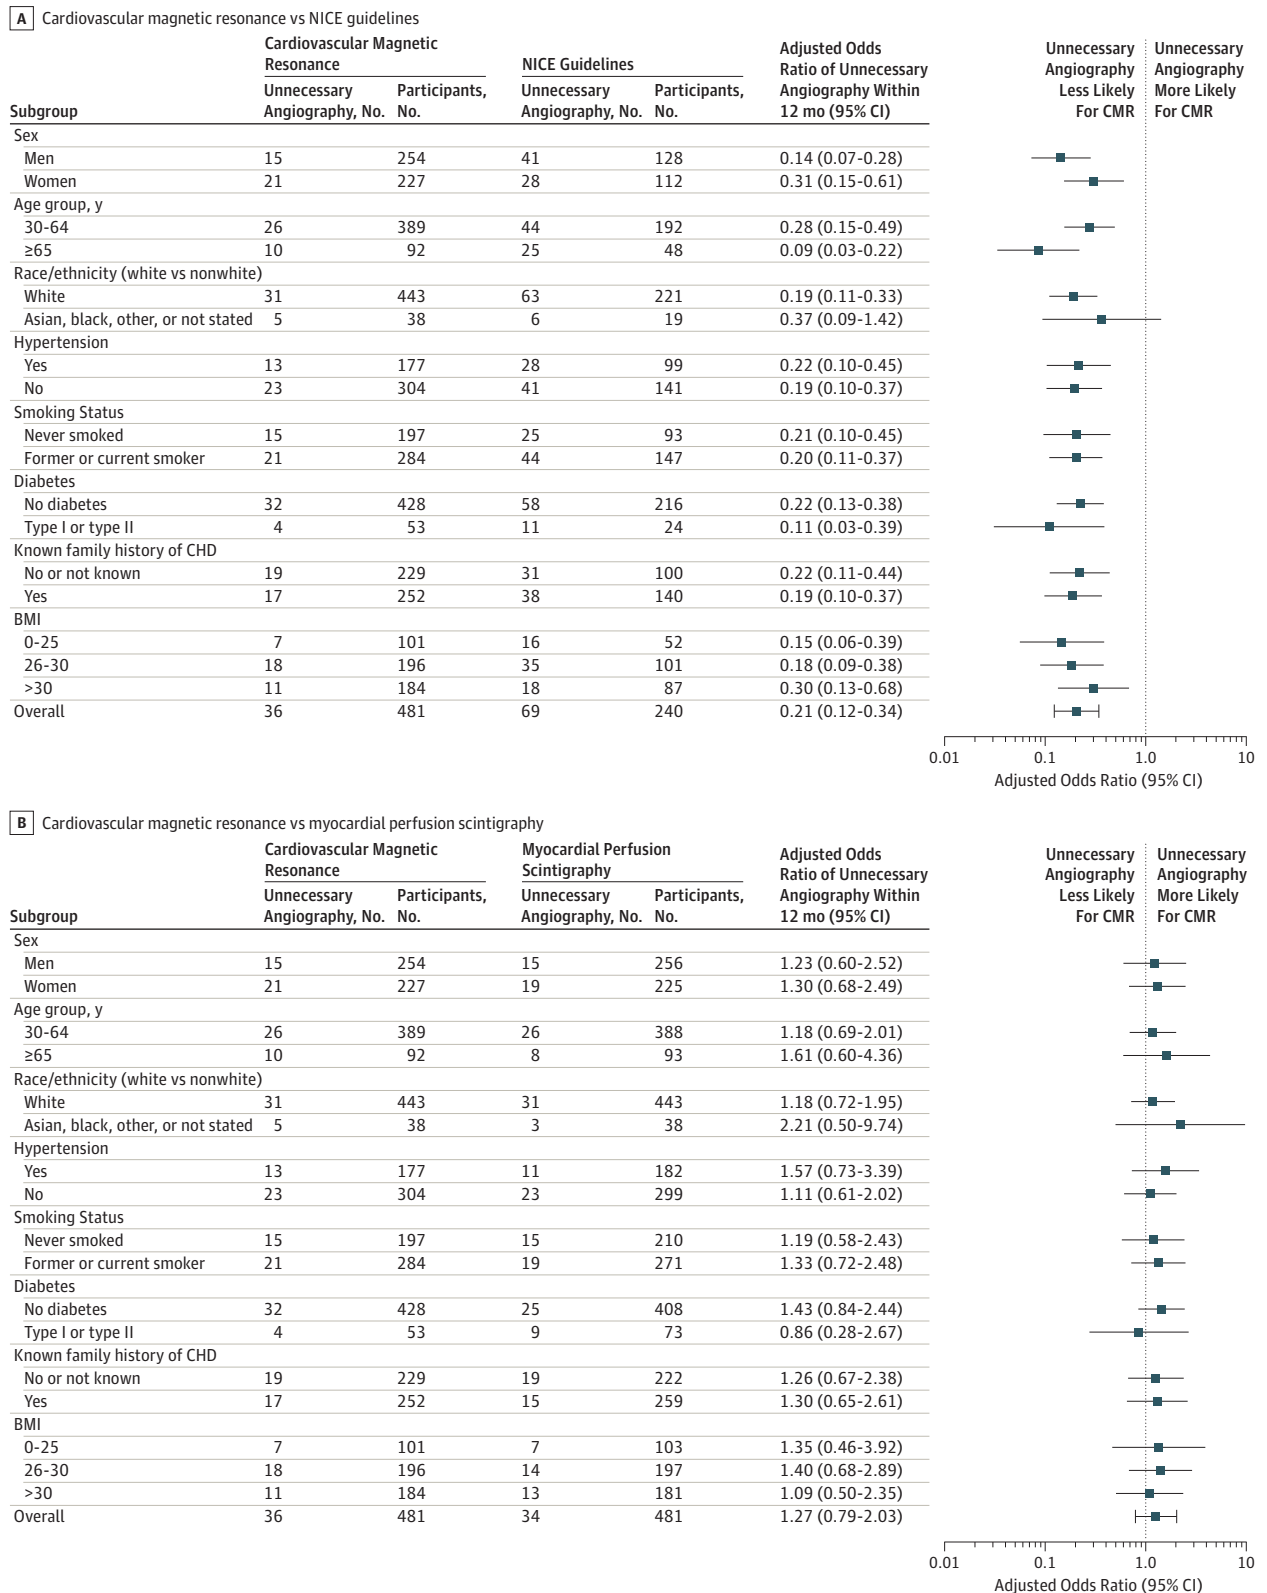 A Cardiovascular magnetic resonance vs NICE guidelines
Cardiovascular Magnetic
Resonance
NICE Guidelines
Adjusted Odds
Ratio of Unnecessary
Angiography Within
12 mo (95% CI)
Unnecessary
Angiography
Less Likely
For CMR
Unnecessary
Angiography
More Likely
For CMR
Subgroup
Unnecessary
Angiography, No.
Participants,
No.
Unnecessary
Angiography, No.
Participants,
No.
Sex
Men 15 254 41 128 0.14 (0.07-0.28)
Women 21 227 28 112 0.31 (0.15-0.61)
Age group, y
30-64 26 389 44 192 0.28 (0.15-0.49)
≥65 10 92 25 48 0.09 (0.03-0.22)
Race/ethnicity (white vs nonwhite)
White 31 443 63 221 0.19 (0.11-0.33)
Asian, black, other, or not stated 5 38 6 19 0.37 (0.09-1.42)
Hypertension
Yes 13 177 28 99 0.22 (0.10-0.45)
No 23 304 41 141 0.19 (0.10-0.37)
Smoking Status
Never smoked 15 197 25 93 0.21 (0.10-0.45)
Former or current smoker 21 284 44 147 0.20 (0.11-0.37)
Diabetes
No diabetes 32 428 58 216 0.22 (0.13-0.38)
Type I or type II 4 53 11 24 0.11 (0.03-0.39)
Known family history of CHD
No or not known 19 229 31 100 0.22 (0.11-0.44)
Yes 17 252 38 140 0.19 (0.10-0.37)
BMI
0-25 7 101 16 52 0.15 (0.06-0.39)
26-30 18 196 35 101 0.18 (0.09-0.38)
>30 11 184 18 87 0.30 (0.13-0.68)
Overall 36 481 69 240 0.21 (0.12-0.34)
0.01 0.1 1.0 10
Adjusted Odds Ratio (95% CI)
B Cardiovascular magnetic resonance vs myocardial perfusion scintigraphy
Cardiovascular Magnetic
Resonance
Myocardial Perfusion
Scintigraphy
Adjusted Odds
Ratio of Unnecessary
Angiography Within
12 mo (95% CI)
Unnecessary
Angiography
Less Likely
For CMR
Unnecessary
Angiography
More Likely
For CMR
Subgroup
Unnecessary
Angiography, No.
Participants,
No.
Unnecessary
Angiography, No.
Participants,
No.
Sex
Men 15 254 15 256 1.23 (0.60-2.52)
Women 21 227 19 225 1.30 (0.68-2.49)
Age group, y
30-64 26 389 26 388 1.18 (0.69-2.01)
≥65 10 92 8 93 1.61 (0.60-4.36)
Race/ethnicity (white vs nonwhite)
White 31 443 31 443 1.18 (0.72-1.95)
Asian, black, other, or not stated 5 38 3 38 2.21 (0.50-9.74)
Hypertension
Yes 13 177 11 182 1.57 (0.73-3.39)
No 23 304 23 299 1.11 (0.61-2.02)
Smoking Status
Never smoked 15 197 15 210 1.19 (0.58-2.43)
Former or current smoker 21 284 19 271 1.33 (0.72-2.48)
Diabetes
No diabetes 32 428 25 408 1.43 (0.84-2.44)
Type I or type II 4 53 9 73 0.86 (0.28-2.67)
Known family history of CHD
No or not known 19 229 19 222 1.26 (0.67-2.38)
Yes 17 252 15 259 1.30 (0.65-2.61)
BMI
0-25 7 101 7 103 1.35 (0.46-3.92)
26-30 18 196 14 197 1.40 (0.68-2.89)
>30 11 184 13 181 1.09 (0.50-2.35)
Overall 36 481 34 481 1.27 (0.79-2.03)
0.01 0.1 1.0 10
Adjusted Odds Ratio (95% CI)